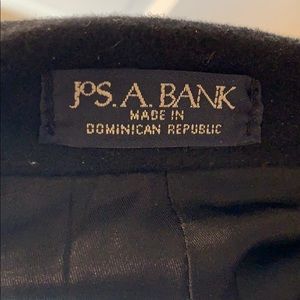 JOS. A. BANK
MADE IN
DOMINICAN REPUBLIC